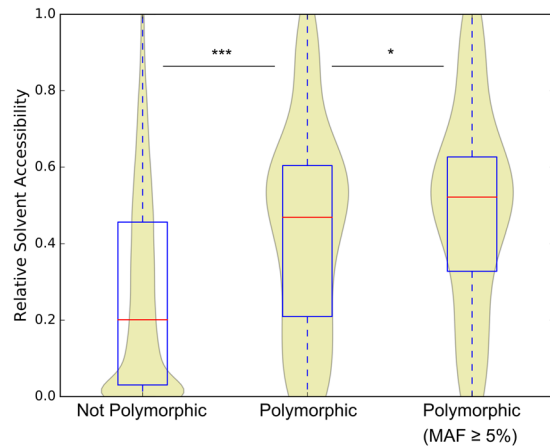 1.0
0.8
0.6
0.4
0.2
0.0
Relative Solvent Accessibility
***
*
Not Polymorphic
Polymorphic
Polymorphic
(MAF ≥ 5%)